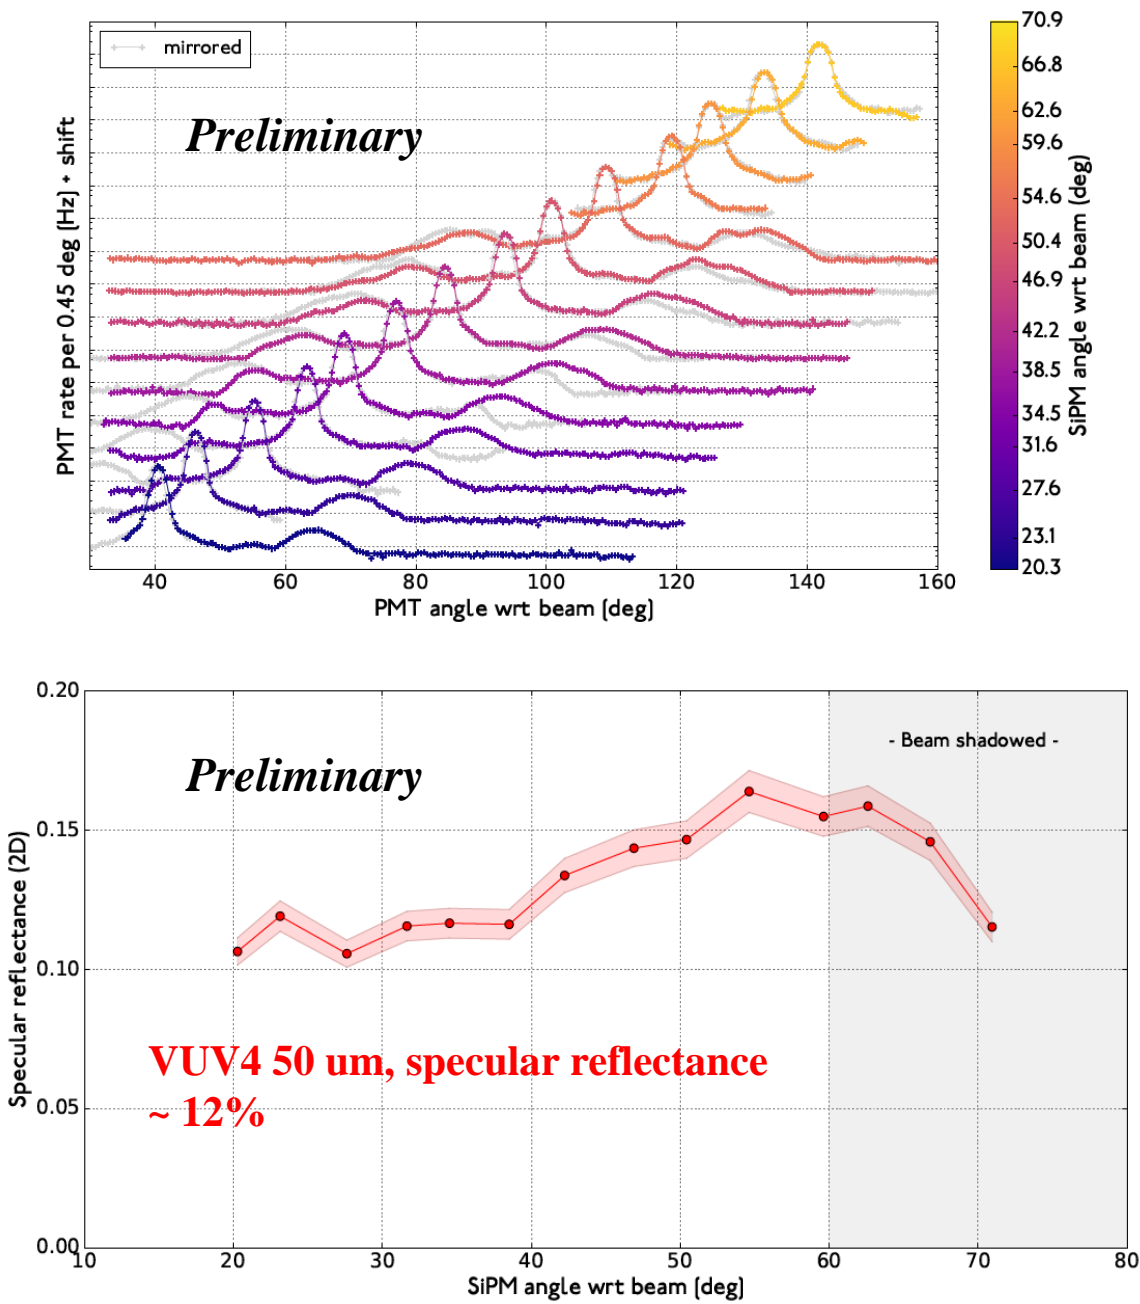 mirrored
Preliminary
PMT rate per 0.45 deg (Hz) + shift
40 60 80 100 120 140 160
PMT angle wrt beam (deg)
70.9
66.8
62.6
59.6
54.6
50.4
46.9
42.2
38.5
34.5
31.6
27.6
23.1
20.3
SiPM angle wrt beam (deg)
0.20
0.15
0.10
0.05
0.00
Specular reflectance (2D)
- Beam shadowed -
Preliminary
VUV4 50 um, specular reflectance
~ 12%
10 20 30 40 50 60 70 80
SiPM angle wrt beam (deg)